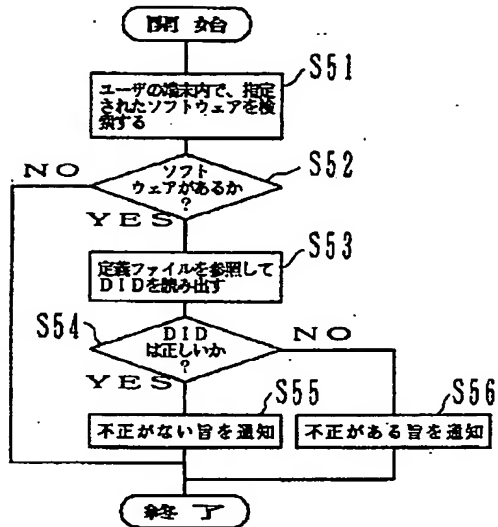 開始
S51
ユーザの端末内で、指定
されたソフトウェアを検
索する
S52
ソフト
ウェアがあるか
?
NO
YES
S53
定義ファイルを参照して
DIDを読み出す
S54
DID
は正しいか
?
NO
YES
S55
不正がない旨を通知
S56
不正がある旨を通知
終了